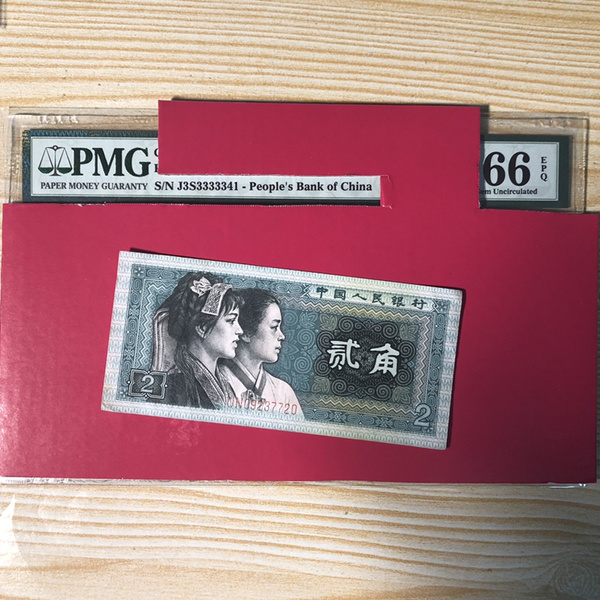 PMG
PAPER MONEY GUARANTY
S/N J3S3333341 - People's Bank of China
66 EPQ
Uncirculated
中国人民银行
贰角
2
2
09237720